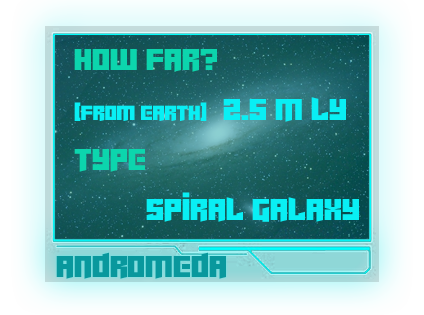 HOW FAR?
[FROM EARTH] 2.5 M LY
TYPE
SPIRAL GALAXY
ANDROMEDA